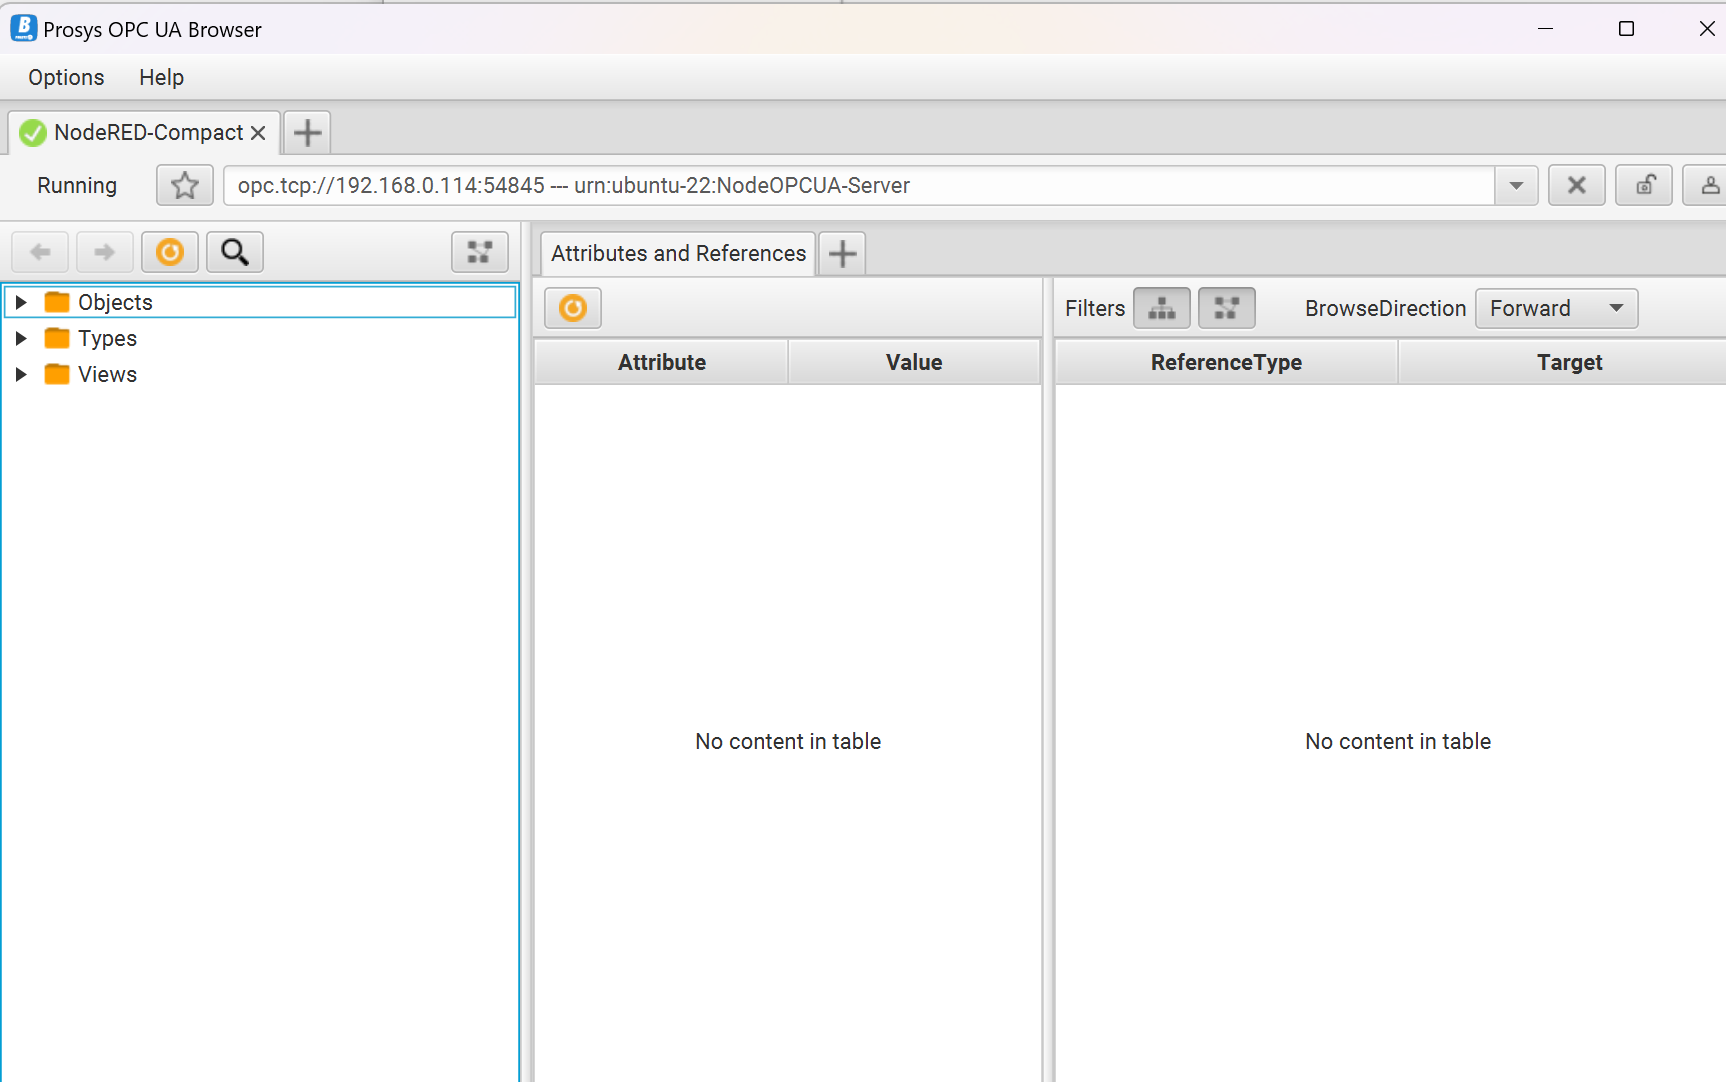 Prosys OPC UA Browser
Options Help
NodeRED-Compact
Running opc.tcp://192.168.0.114:54845 --- urn:ubuntu-22:NodeOPCUA-Server
Attributes and References
Objects
Types
Views
Filters BrowseDirection Forward
Attribute Value
ReferenceType Target
No content in table
No content in table